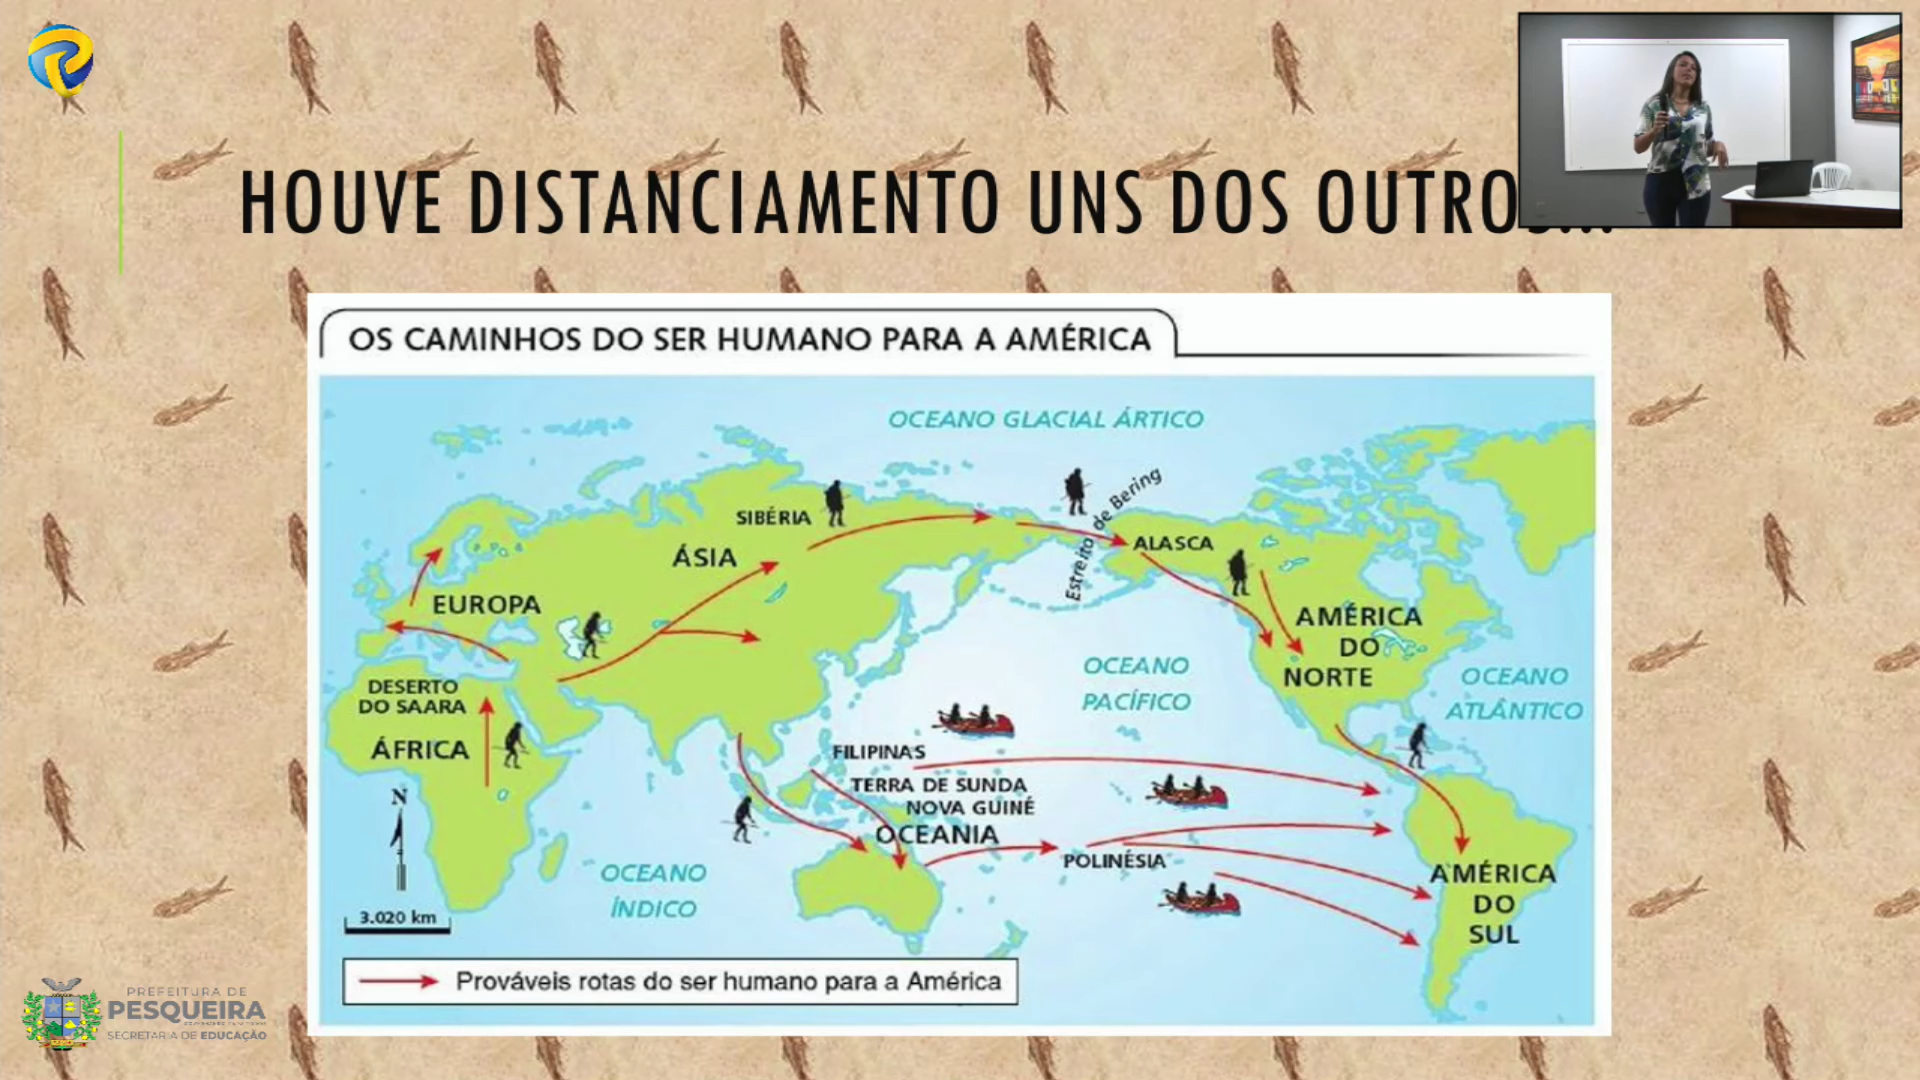 HOUVE DISTANCIAMENTO UNS DOS OUTROS...
OS CAMINHOS DO SER HUMANO PARA A AMÉRICA
OCEANO GLACIAL ÁRTICO
Estreito de Bering
SIBÉRIA
ÁSIA
ALASCA
EUROPA
AMÉRICA
DO
NORTE
OCEANO
PACÍFICO
OCEANO
ATLÂNTICO
DESERTO
DO SAARA
ÁFRICA
FILIPINAS
TERRA DE SUNDA
NOVA GUINÉ
OCEANIA
POLINÉSIA
N
OCEANO
ÍNDICO
AMÉRICA
DO
SUL
3.020 km
Prováveis rotas do ser humano para a América
PREFEITURA DE
PESQUEIRA
SECRETARIA DE EDUCAÇÃO